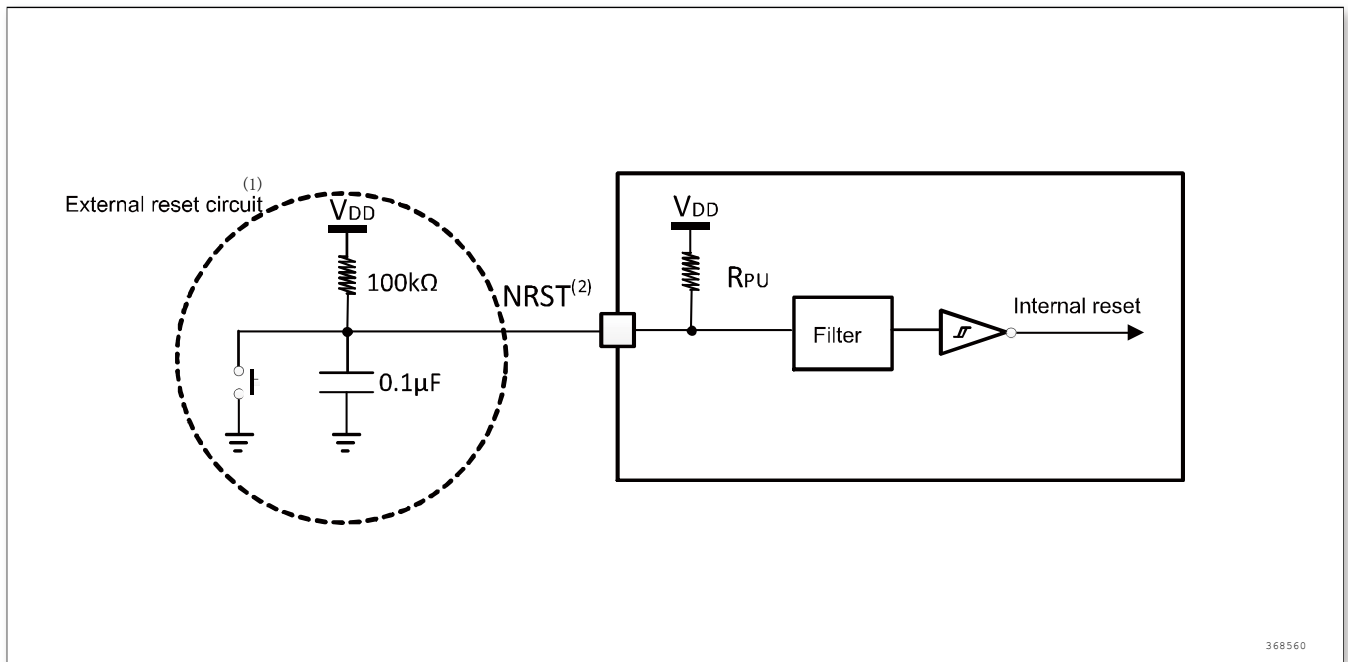 (1)
External reset circuit
VDD
100kΩ
0.1μF
NRST(2)
VDD
RPU
Filter
Internal reset
368560